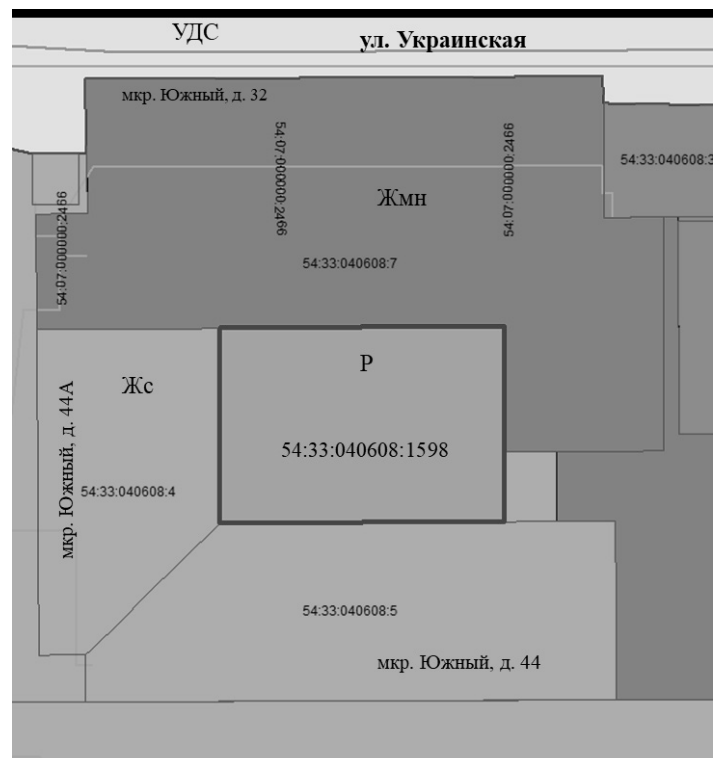 УДС
ул. Украинская
мкр. Южный, д. 32
54:07:000000:2466
54:07:000000:2466
54:33:040608:3
Жмн
54:07:000000:2466
54:33:040608:7
Р
Жс
54:33:040608:1598
мкр. Южный, д. 44А
54:33:040608:4
54:33:040608:5
мкр. Южный, д. 44